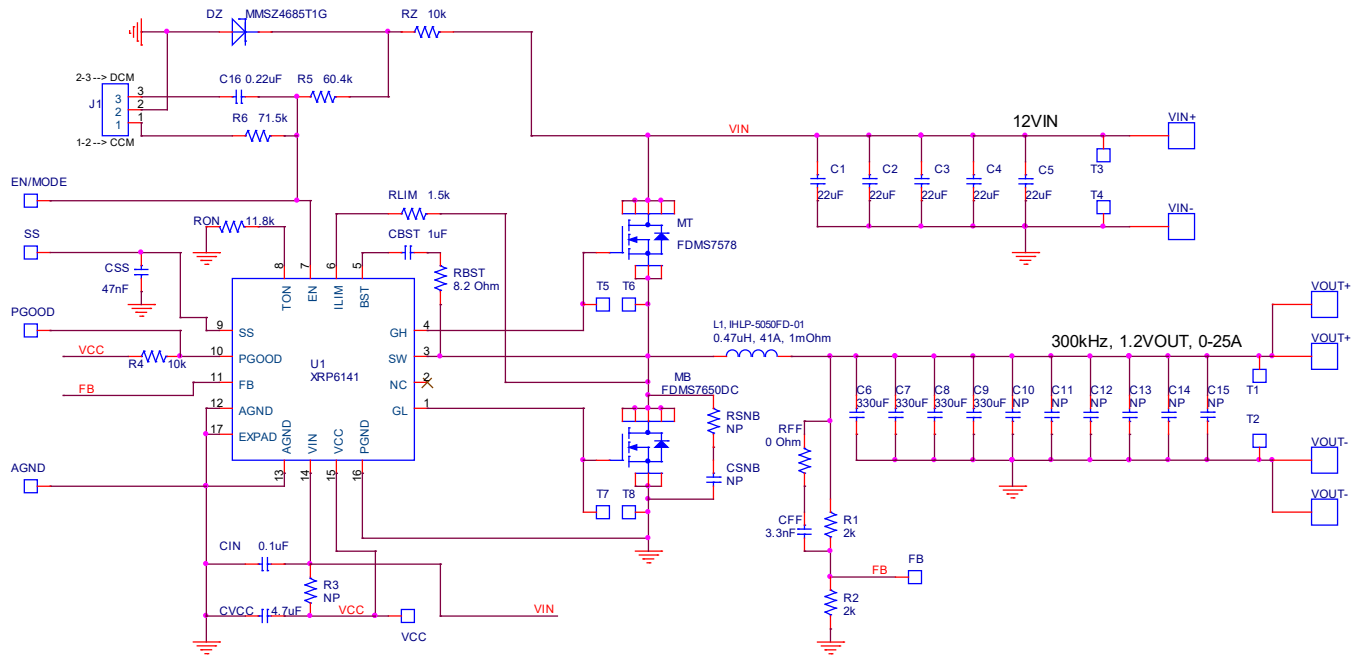 DZ MMSZ4685T1G
RZ 10k
2-3 --> DCM
C16 0.22uF
R5 60.4k
J1
3
2
1
3
2
1
R6 71.5k
1-2 --> CCM
VIN
12VIN
VIN+
C1
22uF
C2
22uF
C3
22uF
C4
22uF
C5
22uF
T3
T4
VIN-
EN/MODE
RLIM 1.5k
RON 11.8k
CBST 1uF
MT
FDMS7578
SS
CSS
47nF
RBST
8.2 Ohm
8
7
6
5
TON
EN
ILIM
BST
T5
T6
PGOOD
9
SS
GH
4
VCC
R4
10k
10
PGOOD
U1
XRP6141
SW
3
L1, IHLP-5050FD-01
0.47uH, 41A, 1mOhm
300kHz, 1.2VOUT, 0-25A
VOUT+
VOUT+
FB
11
FB
NC
2
MB
FDMS7650DC
12
AGND
GL
1
17
EXPAD
AGND
VIN
VCC
PGND
13
14
15
16
AGND
RSNB
NP
CSNB
NP
T7
T8
RFF
0 Ohm
C6
330uF
C7
330uF
C8
330uF
C9
330uF
C10
NP
C11
NP
C12
NP
C13
NP
C14
NP
C15
NP
T1
T2
VOUT-
VOUT-
CFF
3.3nF
R1
2k
CIN 0.1uF
R3
NP
FB
FB
CVCC 4.7uF
VCC
VIN
R2
2k
VCC